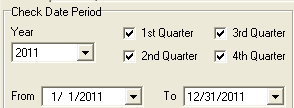 Check Date Period
Year
1st Quarter 3rd Quarter
2011
2nd Quarter 4th Quarter
From 1/ 1/2011 To 12/31/2011